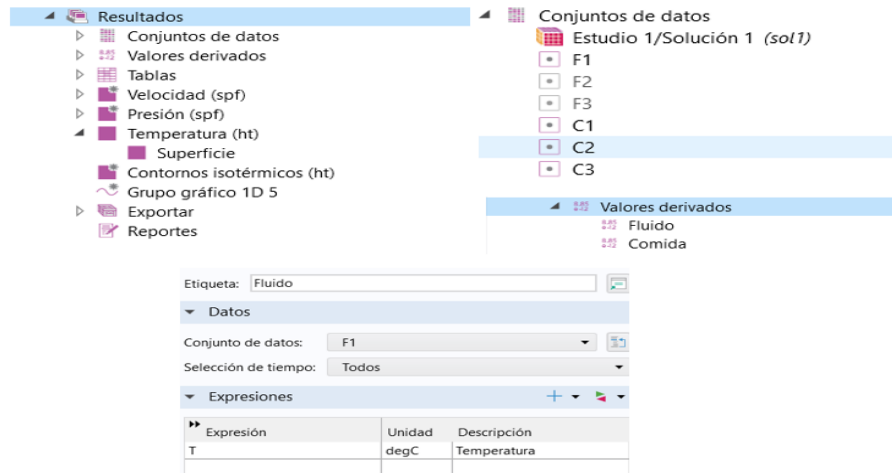 Resultados
Conjuntos de datos
Valores derivados
Tablas
Velocidad (spf)
Presión (spf)
Temperatura (ht)
Superficie
Contornos isotérmicos (ht)
Grupo gráfico 1D 5
Exportar
Reportes
Conjuntos de datos
Estudio 1/Solución 1 (sol1)
F1
F2
F3
C1
C2
C3
Valores derivados
Fluido
Comida
Etiqueta: Fluido
Datos
Conjunto de datos: F1
Selección de tiempo: Todos
Expresiones
Expresión Unidad Descripción
T degC Temperatura